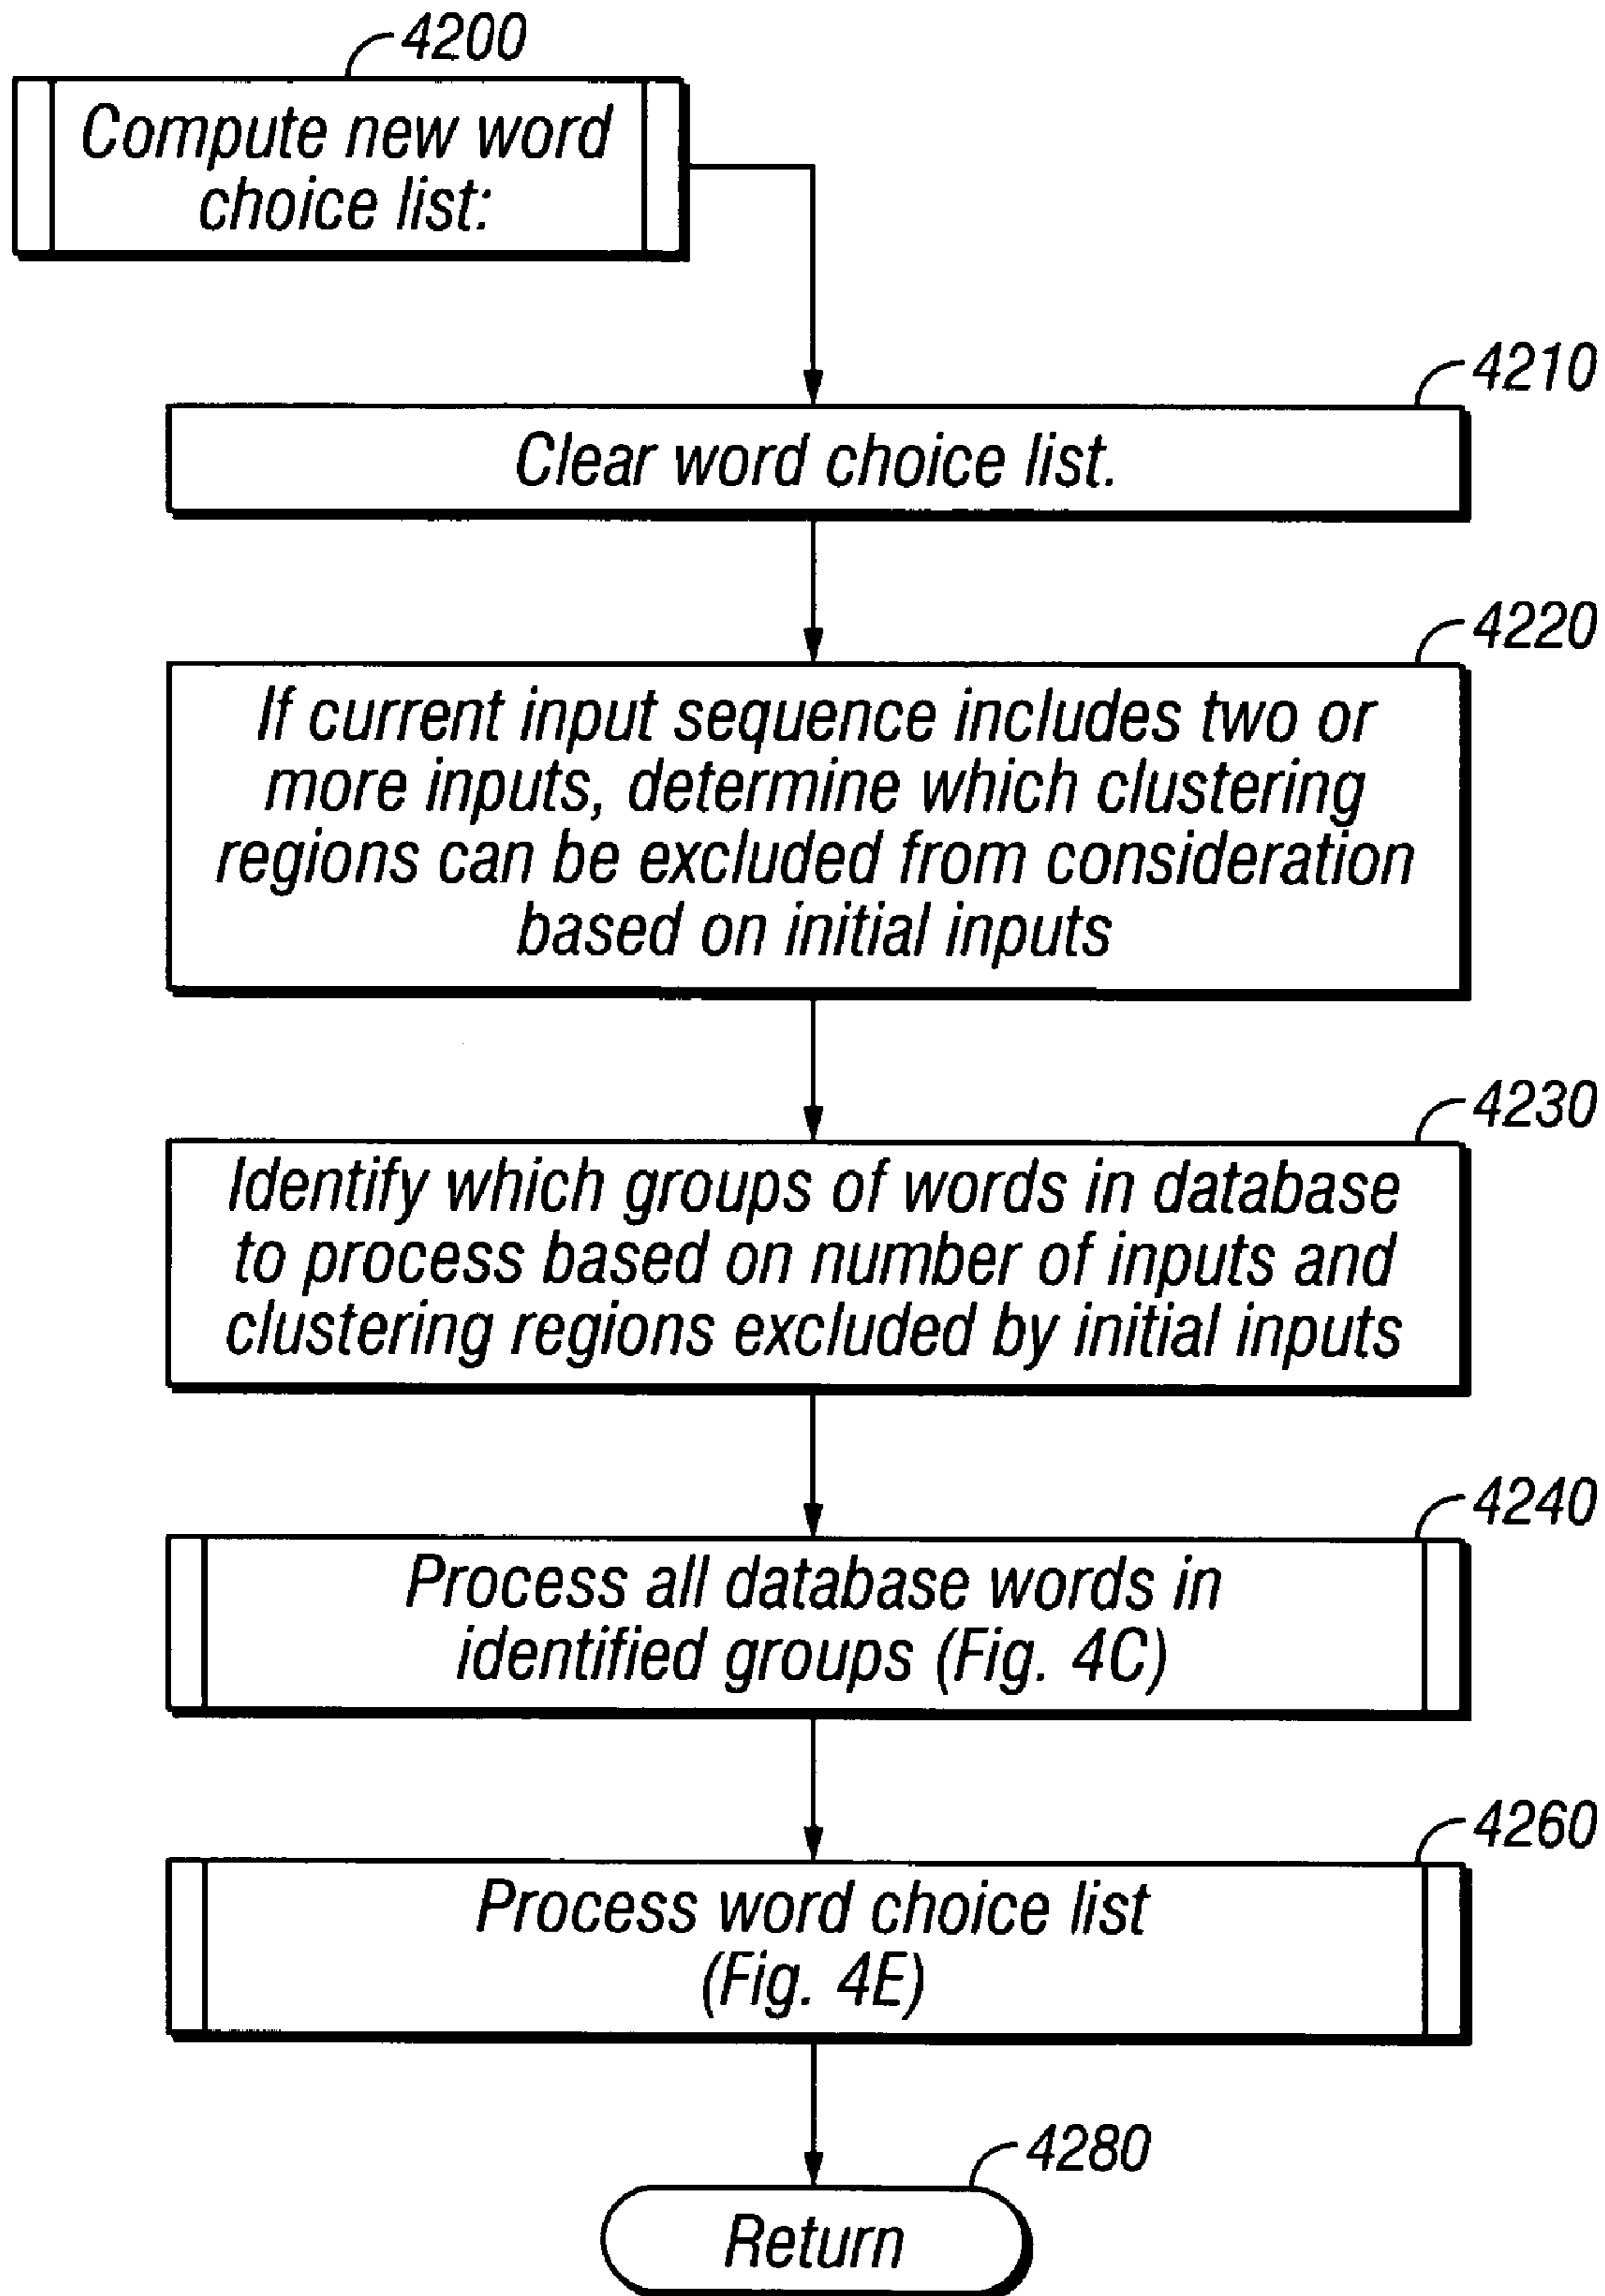 4200
Compute new word
choice list:
4210
Clear word choice list.
4220
If current input sequence includes two or
more inputs, determine which clustering
regions can be excluded from consideration
based on initial inputs
4230
Identify which groups of words in database
to process based on number of inputs and
clustering regions excluded by initial inputs
4240
Process all database words in
identified groups (Fig. 4C)
4260
Process word choice list
(Fig. 4E)
4280
Return